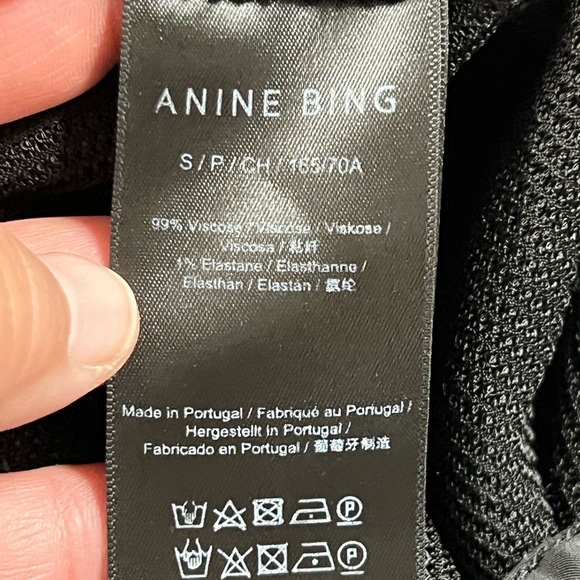 ANINE BING
S / P / CH / 165/70A
99% Viscose / Viscose / Viskose /
Viscosa / 粘纤
1% Elastane / Elasthanne /
Elasthan / Elastán / 氨纶
Made in Portugal / Fabriqué au Portugal /
Hergestellt in Portugal /
Fabricado en Portugal / 葡萄牙制造
P
P